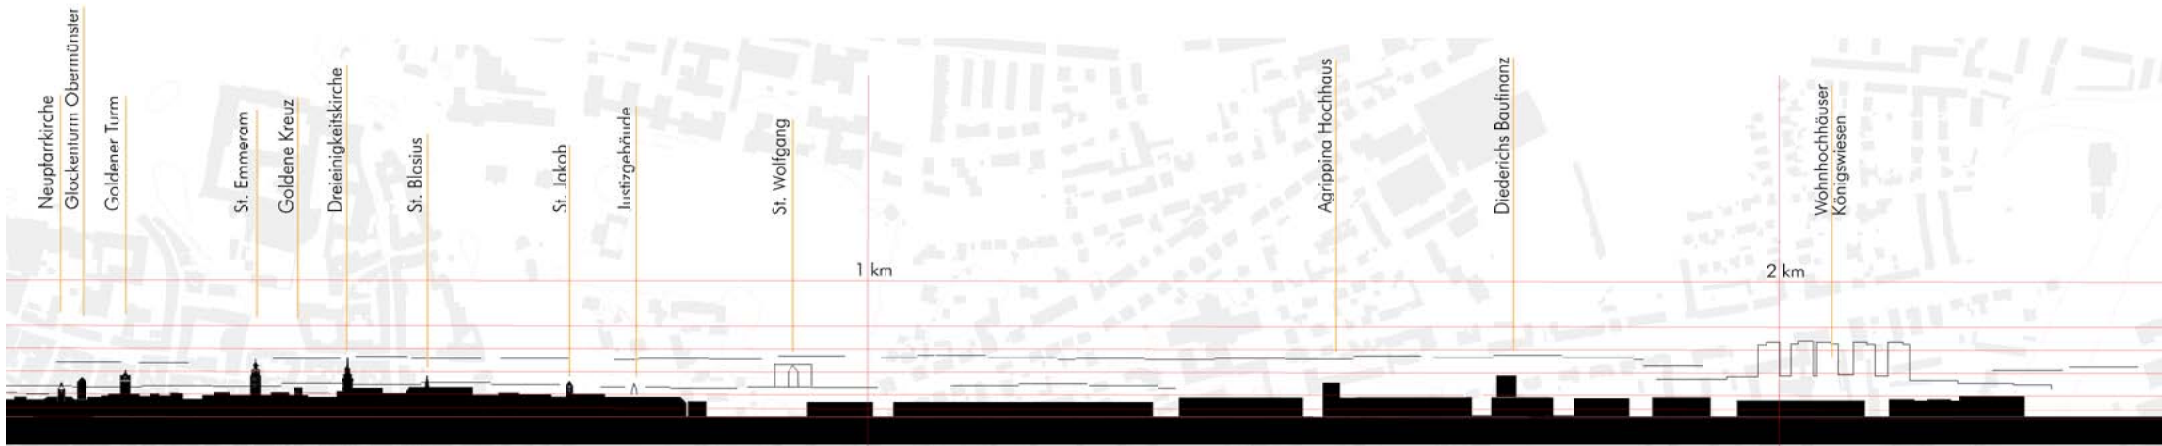 Neupfarrkirche
Glockenturm Obermünster
Goldener Turm
St. Emmeram
Goldene Kreuz
Dreieinigkeitskirche
St. Blasius
St. Jakob
Justizgebäude
St. Wolfgang
1 km
Agrippina Hochhaus
Diederichs Baufinanz
2 km
Wohnhochhäuser
Königswiesen